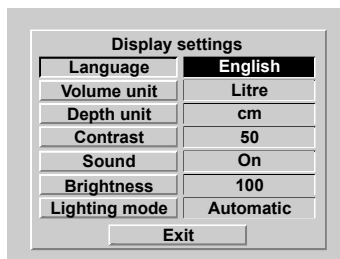 Display settings
Language English
Volume unit Litre
Depth unit cm
Contrast 50
Sound On
Brightness 100
Lighting mode Automatic
Exit